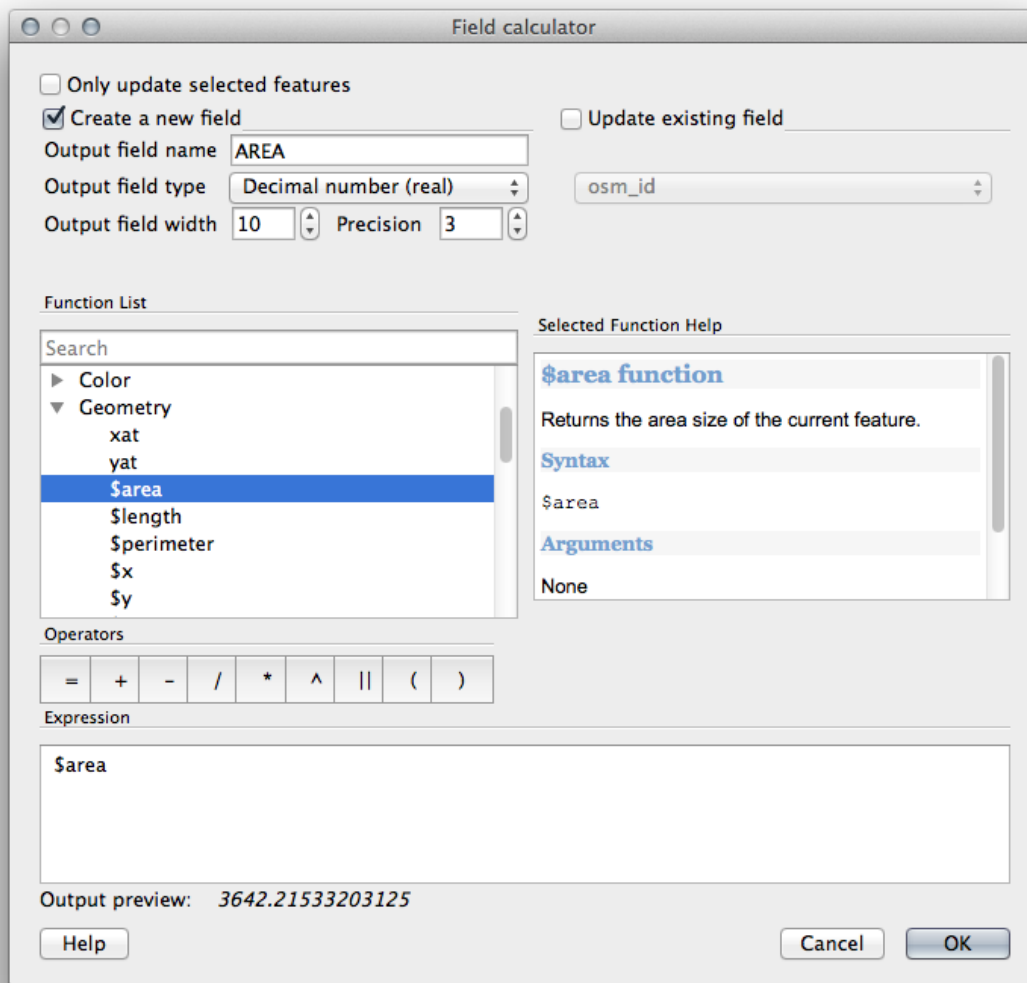 Field calculator
Only update selected features
Create a new field
Update existing field
Output field name AREA
Output field type Decimal number (real) osm_id
Output field width 10 Precision 3
Function List
Selected Function Help
Search
Color
Geometry
xat
yat
$area
$length
$perimeter
$x
$y
$area function
Returns the area size of the current feature.
Syntax
$area
Arguments
None
Operators
= + - / * ^ || ( )
Expression
$area
Output preview: 3642.21533203125
Help Cancel OK